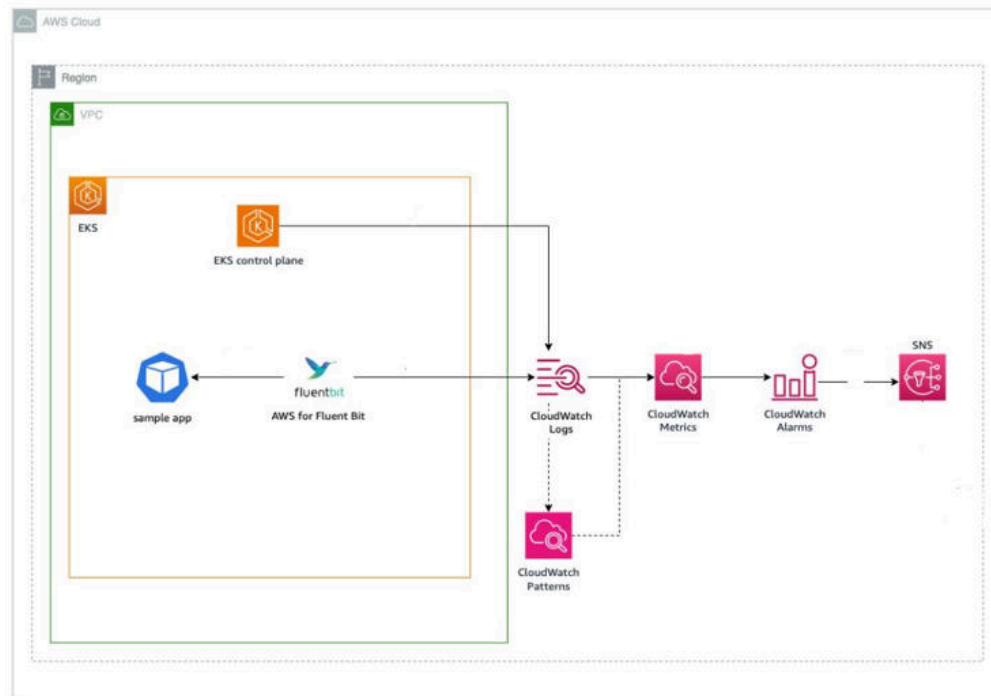 AWS Cloud
Region
VPC
EKS
EKS control plane
SNS
fluentbit
sample app
AWS for Fluent Bit
CloudWatch
Logs
CloudWatch
Metrics
CloudWatch
Alarms
CloudWatch
Patterns